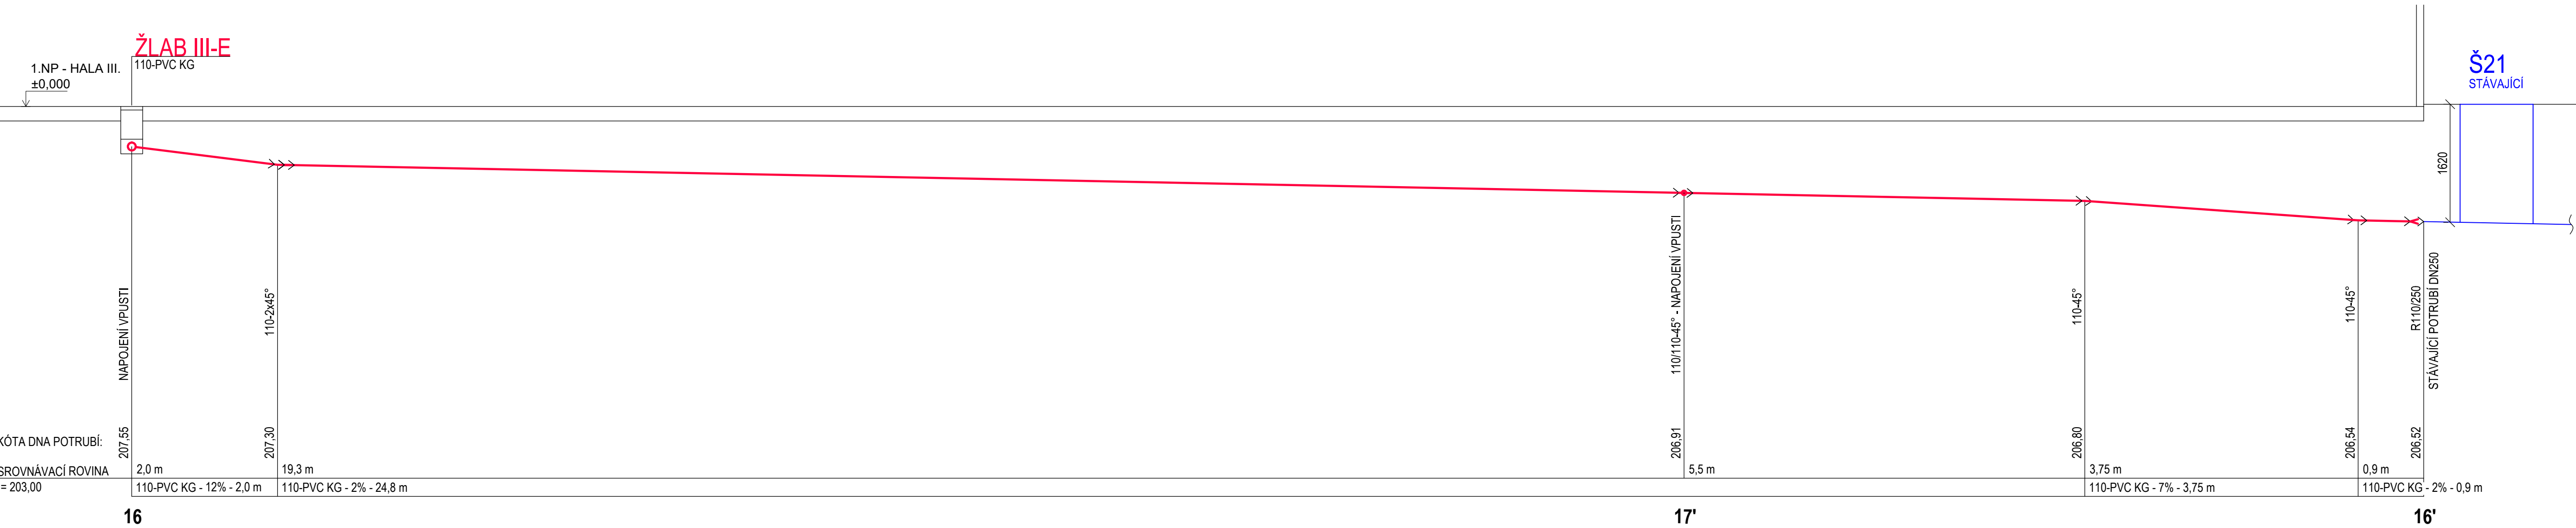 ŽLAB III-E
110-PVC KG
1.NP - HALA III.
±0,000
Š21
STÁVAJÍCÍ
1620
NAPOJENÍ VPUSTI
110-2x45°
110/110-45° - NAPOJENÍ VPUSTI
110-45°
110-45°
R110/250
STÁVAJÍCÍ POTRUBÍ DN250
KÓTA DNA POTRUBÍ:
207,55
207,30
206,91
206,80
206,54
206,52
SROVNÁVACÍ ROVINA
= 203,00
2,0 m
19,3 m
5,5 m
3,75 m
0,9 m
110-PVC KG - 12% - 2,0 m
110-PVC KG - 2% - 24,8 m
110-PVC KG - 7% - 3,75 m
110-PVC KG - 2% - 0,9 m
16
17'
16'